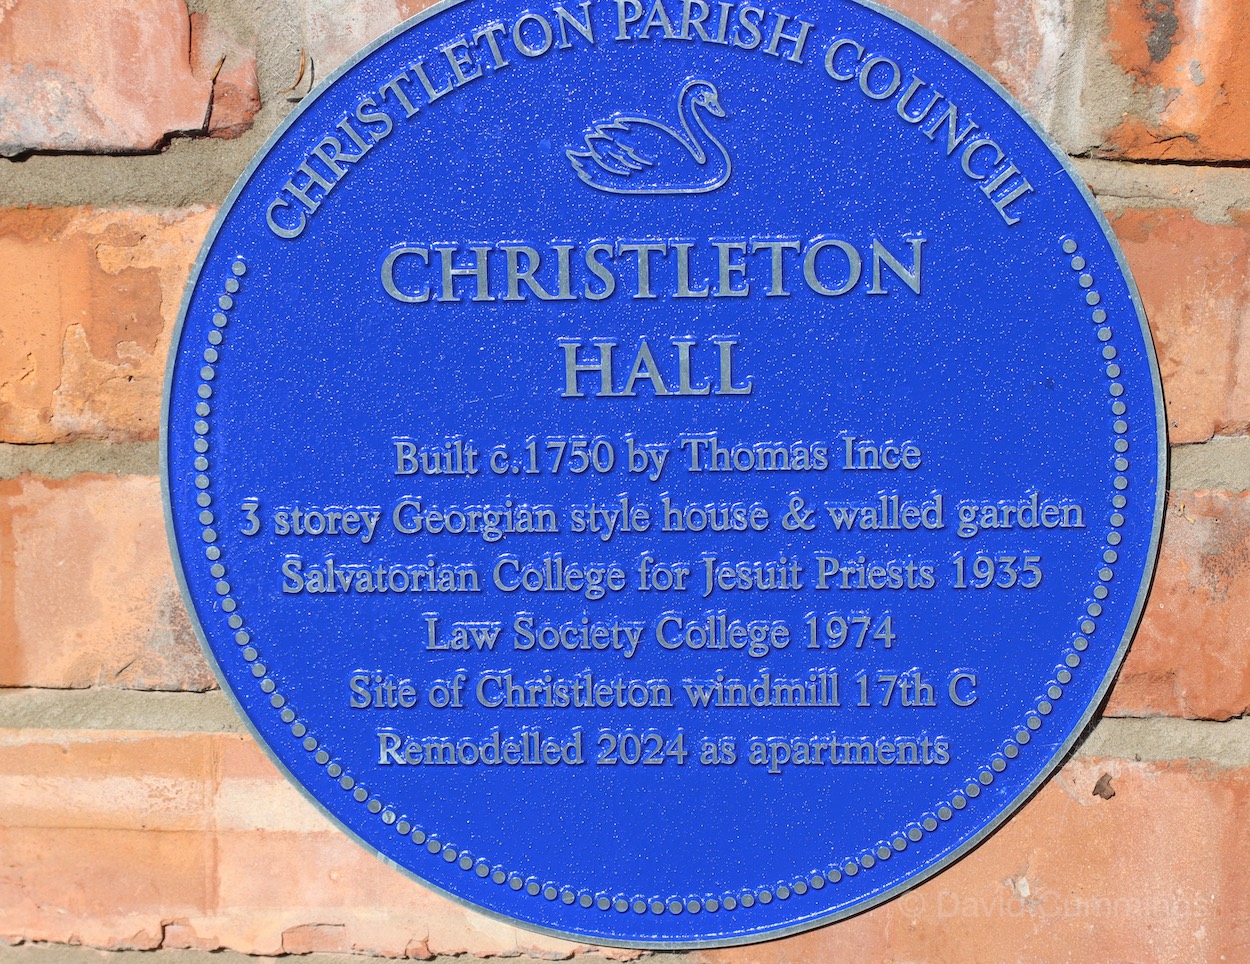 CHRISTLETON PARISH COUNCIL
CHRISTLETON
HALL
Built c.1750 by Thomas Ince
3 storey Georgian style house & walled garden
Salvatorian College for Jesuit Priests 1935
Law Society College 1974
Site of Christleton windmill 17th C
Remodelled 2024 as apartments
© David Cummings